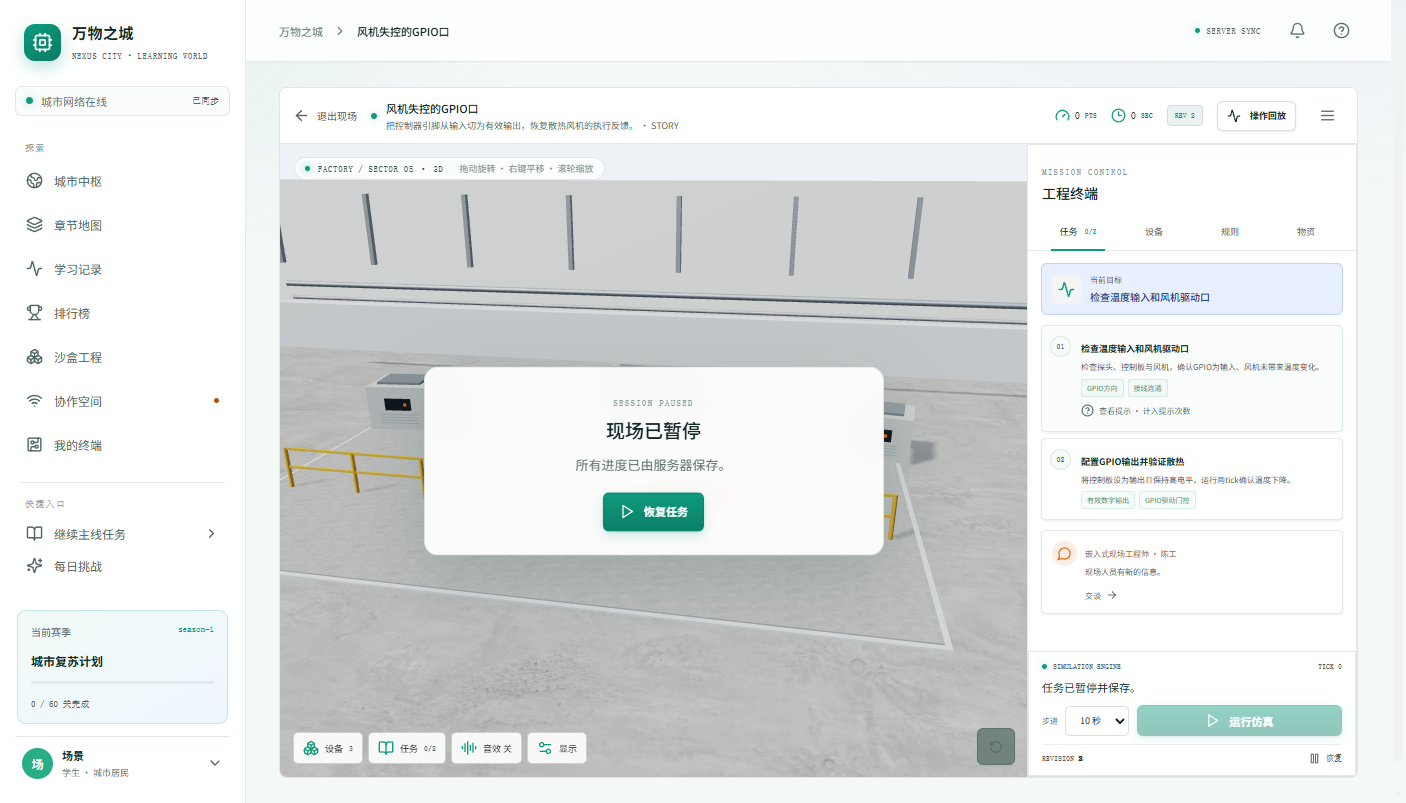 万物之城
NEXUS CITY • LEARNING WORLD
城市网络在线
已同步
探索
城市中枢
章节地图
学习记录
排行榜
沙盒工程
协作空间
我的终端
快捷入口
继续主线任务
每日挑战
当前赛季
season-1
城市复苏计划
0 / 60 关完成
场
场景
学生 • 城市居民
万物之城
风机失控的GPIO口
SERVER SYNC
退出现场
风机失控的GPIO口
把控制器引脚从输入切为有效输出，恢复散热风机的执行反馈。 • STORY
0 PTS
0 SEC
REV 2
操作回放
FACTORY / SECTOR 05 • 3D
拖动旋转 • 右键平移 • 滚轮缩放
SESSION PAUSED
现场已暂停
所有进度已由服务器保存。
恢复任务
设备 3
任务 0/2
音效 关
显示
MISSION CONTROL
工程终端
任务 0/2
设备
规则
物资
当前目标
检查温度输入和风机驱动口
01
检查温度输入和风机驱动口
检查探头、控制板与风机，确认GPIO为输入、风机未带来温度变化。
GPIO方向
接线连通
查看提示 • 计入提示次数
02
配置GPIO输出并验证散热
将控制板设为输出且保持高电平，运行两tick确认温度下降。
有效数字输出
GPIO驱动门控
嵌入式现场工程师 • 陈工
现场人员有新的信息。
交谈
SIMULATION ENGINE
TICK 0
任务已暂停并保存。
步进
10 秒
运行仿真
REVISION 2
恢复